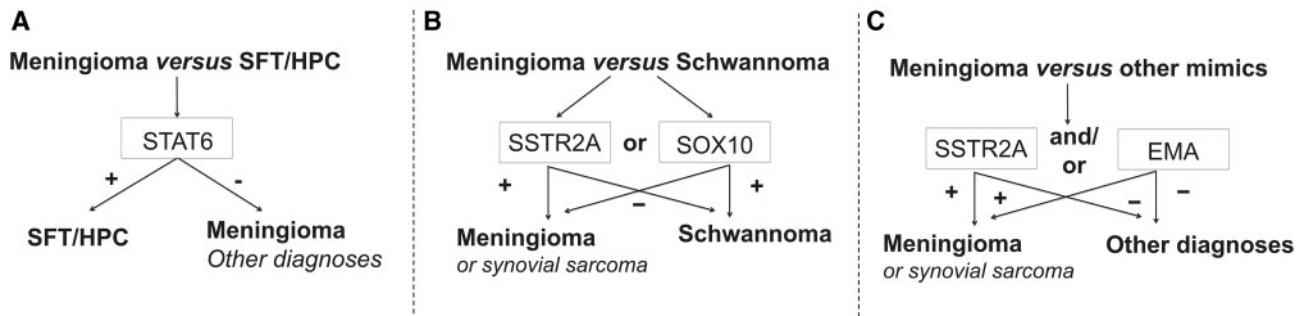 A
Meningioma versus SFT/HPC
STAT6
+ -
SFT/HPC
Meningioma
Other diagnoses
B
Meningioma versus Schwannoma
SSTR2A or SOX10
+ – +
Meningioma
or synovial sarcoma
Schwannoma
C
Meningioma versus other mimics
SSTR2A and/or EMA
+ + – –
Meningioma
or synovial sarcoma
Other diagnoses